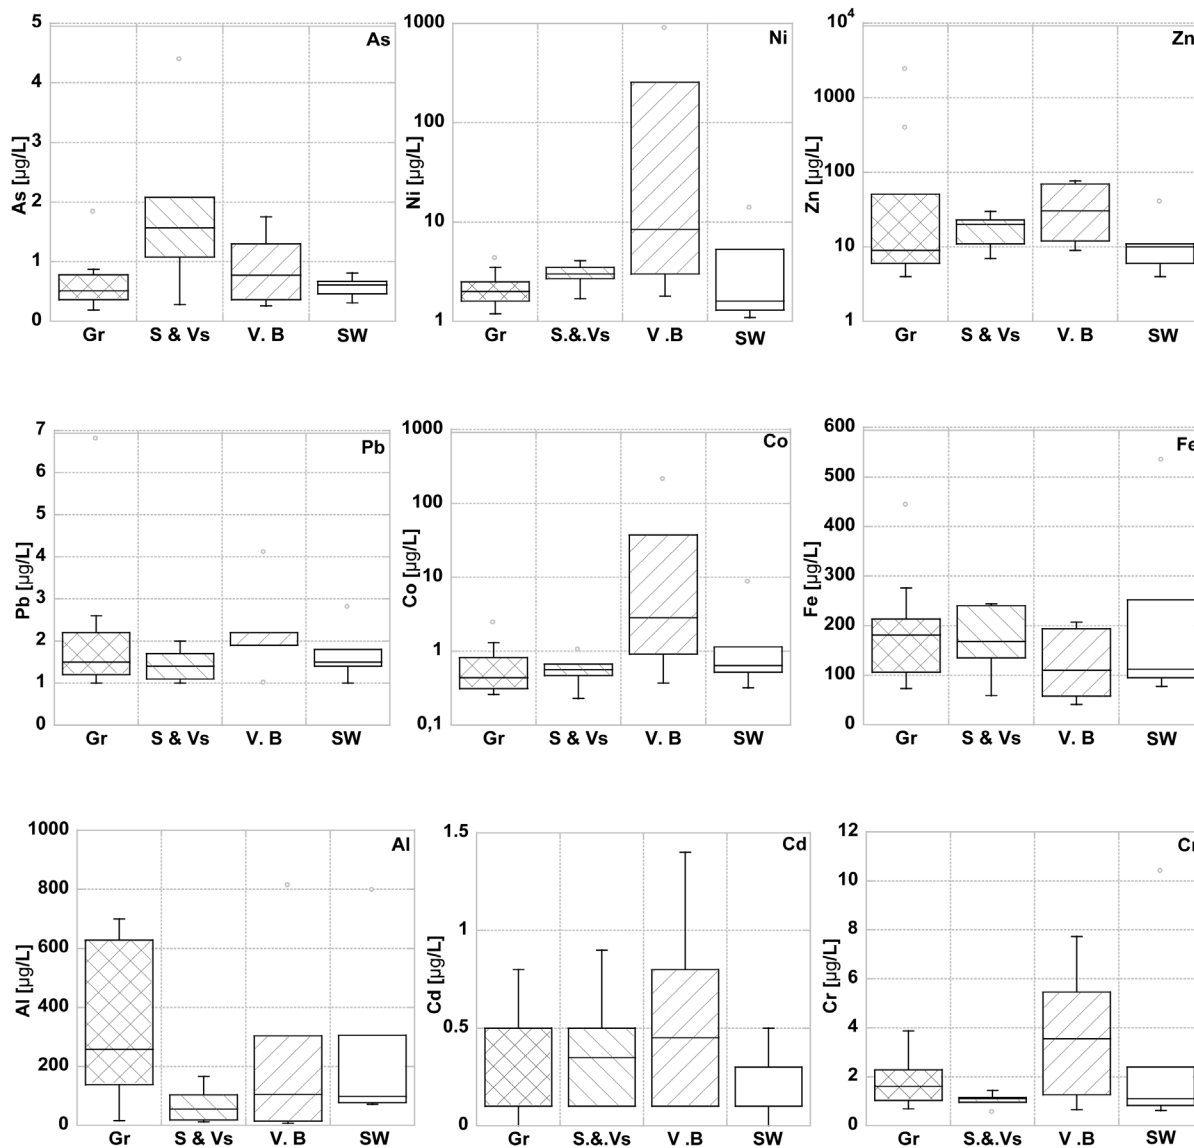 As
As [µg/L]
5
4
3
2
1
0
Gr S & Vs V. B SW
Ni
Ni [µg/L]
1000
100
10
1
Gr S.&.Vs V .B SW
Zn
Zn [µg/L]
10⁴
1000
100
10
1
Gr S & Vs V. B SW
Pb
Pb [µg/L]
7
6
5
4
3
2
1
0
Gr S & Vs V. B SW
Co
Co [µg/L]
1000
100
10
1
0,1
Gr S & Vs V. B SW
Fe
Fe [µg/L]
600
500
400
300
200
100
0
Gr S & Vs V. B SW
Al
Al [µg/L]
1000
800
600
400
200
0
Gr S & Vs V. B SW
Cd
Cd [µg/L]
1.5
1
0.5
0
Gr S.&.Vs V .B SW
Cr
Cr [µg/L]
12
10
8
6
4
2
0
Gr S.&.Vs V .B SW